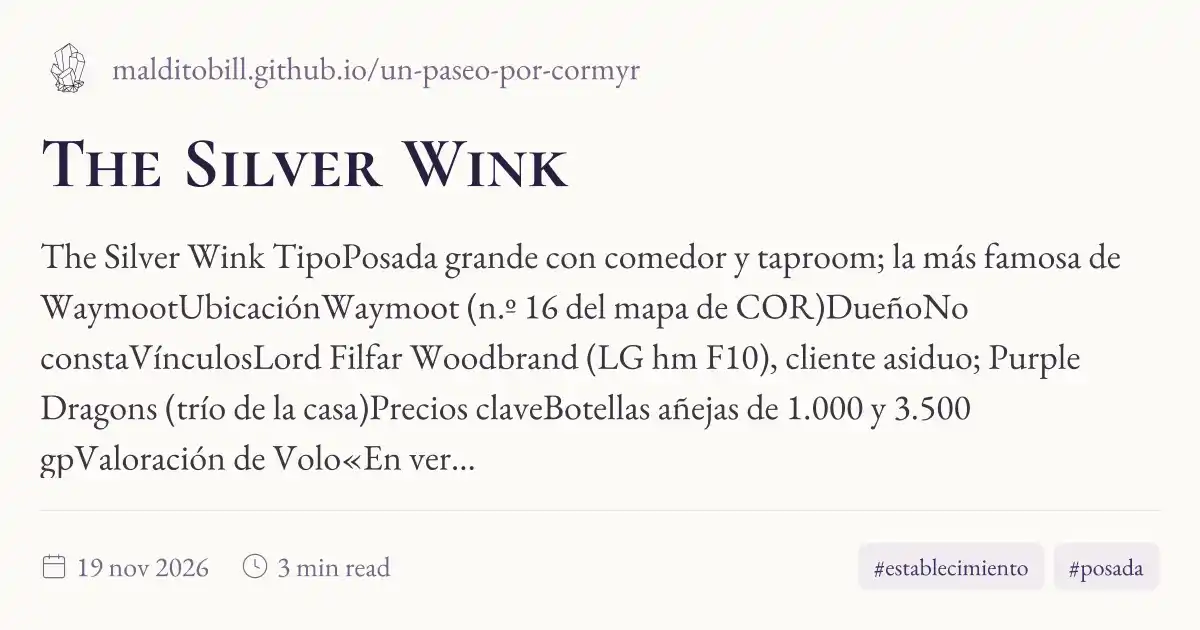 malditobill.github.io/un-paseo-por-cormyr
The Silver Wink
The Silver Wink TipoPosada grande con comedor y taproom; la más famosa de
WaymootUbicaciónWaymoot (n.º 16 del mapa de COR)DueñoNo
constaVínculosLord Filfar Woodbrand (LG hm F10), cliente asiduo; Purple
Dragons (trío de la casa)Precios claveBotellas añejas de 1.000 y 3.500
gpValoración de Volo«En ver...
19 nov 2026
3 min read
#establecimiento
#posada